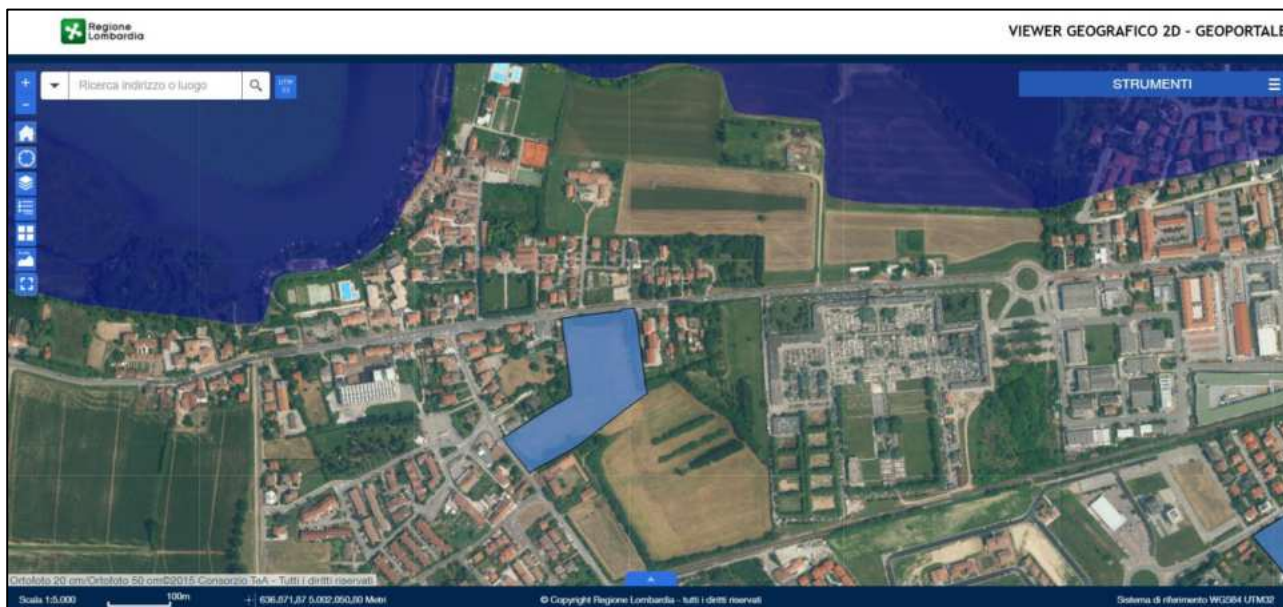 Regione
Lombardia
VIEWER GEOGRAFICO 2D - GEOPORTALE
Ricerca indirizzo o luogo
STRUMENTI
Ortofoto 20 cm/Ortofoto 50 cm©2015 Consorzio TeA - Tutti i diritti riservati
Scala 1:5.000
100m
636.871,87 5.002.050,80 Metri
© Copyright Regione Lombardia - tutti i diritti riservati
Sistema di riferimento WGS84 UTM32